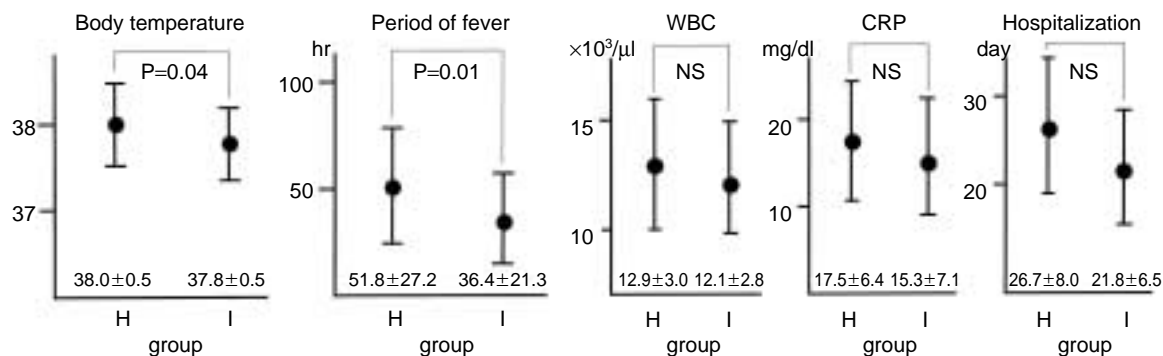 Body temperature
38
37
P=0.04
38.0±0.5 37.8±0.5
H I
group
Period of fever
hr
100
50
P=0.01
51.8±27.2 36.4±21.3
H I
group
WBC
×10³/μl
15
10
NS
12.9±3.0 12.1±2.8
H I
group
CRP
mg/dl
20
10
NS
17.5±6.4 15.3±7.1
H I
group
Hospitalization
day
30
20
NS
26.7±8.0 21.8±6.5
H I
group